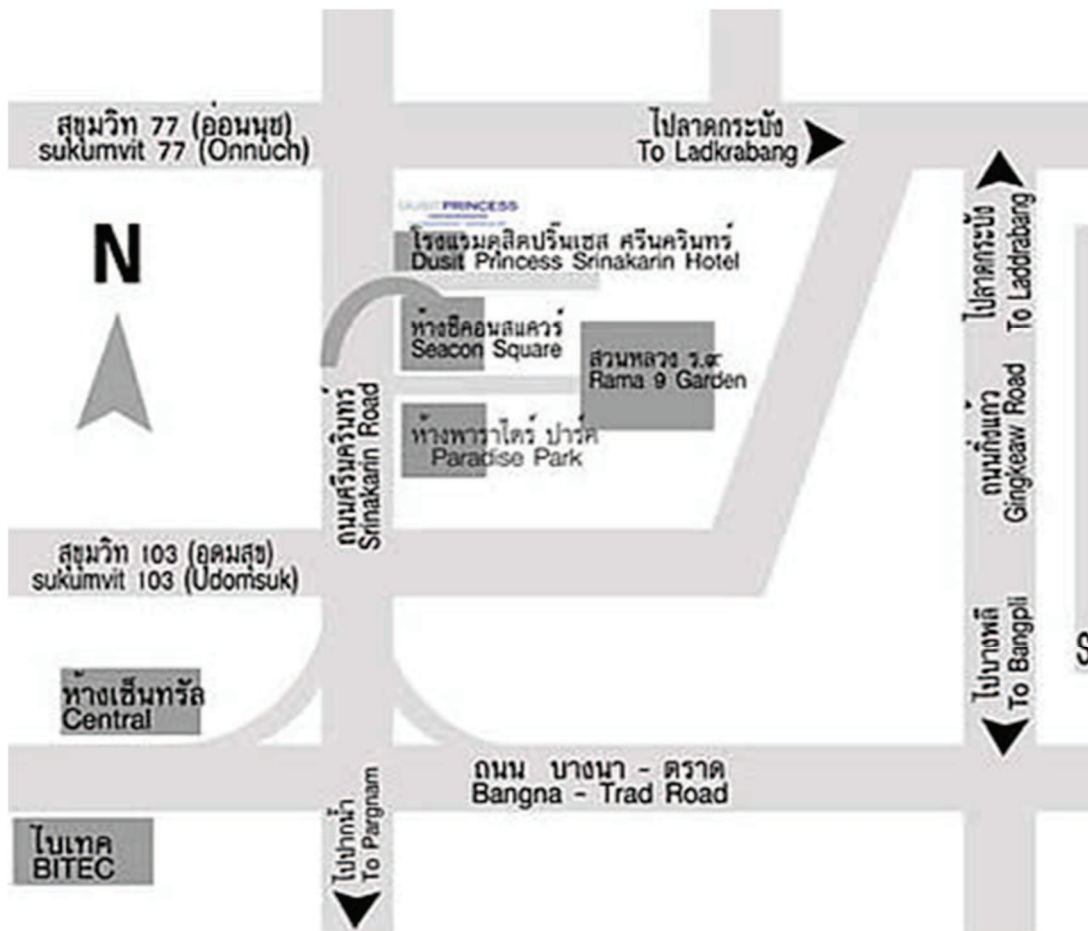 สุขุมวิท 77 (อ่อนนุช)
sukumvit 77 (Onnuch)
ไปลาดกระบัง
To Ladkrabang
N
DUSIT PRINCESS
โรงแรมดุสิตปริ๊นเซส ศรีนครินทร์
Dusit Princess Srinakarin Hotel
ห้างซีคอนสแควร์
Seacon Square
สวนหลวง ร.๙
Rama 9 Garden
ห้างพาราไดร์ ปาร์ค
Paradise Park
ถนนศรีนครินทร์
Srinakarin Road
ไปลาดกระบัง
To Laddrabang
ถนนกิ่งแก้ว
Gingkeaw Road
ไปบางพลี
To Bangpli
S
สุขุมวิท 103 (อุดมสุข)
sukumvit 103 (Udomsuk)
ห้างเซ็นทรัล
Central
ถนน บางนา - ตราด
Bangna - Trad Road
ไบเทค
BITEC
ไปปากน้ำ
To Pargnam